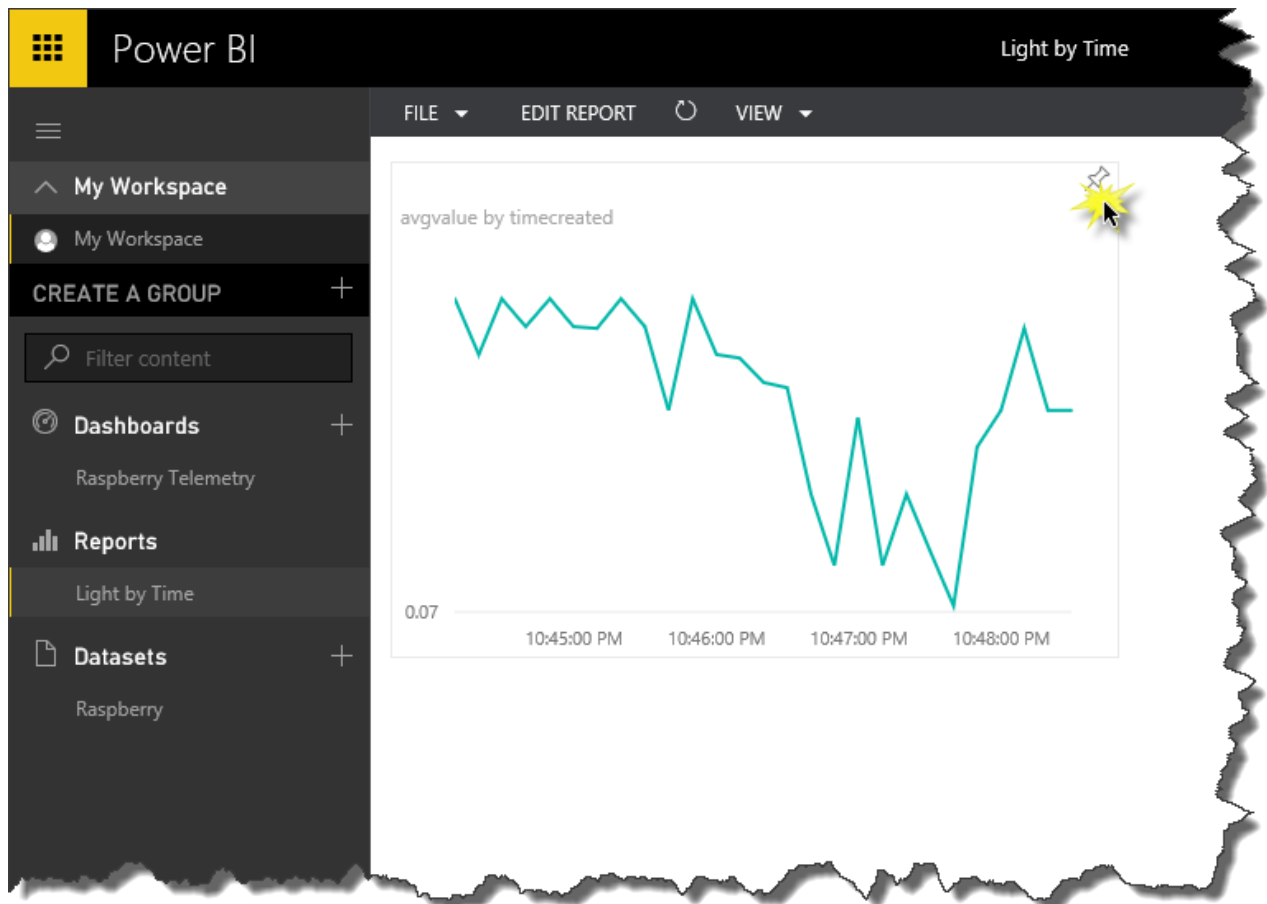 Power BI
Light by Time
FILE
EDIT REPORT
VIEW
My Workspace
My Workspace
CREATE A GROUP
Filter content
Dashboards
Raspberry Telemetry
Reports
Light by Time
Datasets
Raspberry
avgvalue by timecreated
0.07
10:45:00 PM 10:46:00 PM 10:47:00 PM 10:48:00 PM